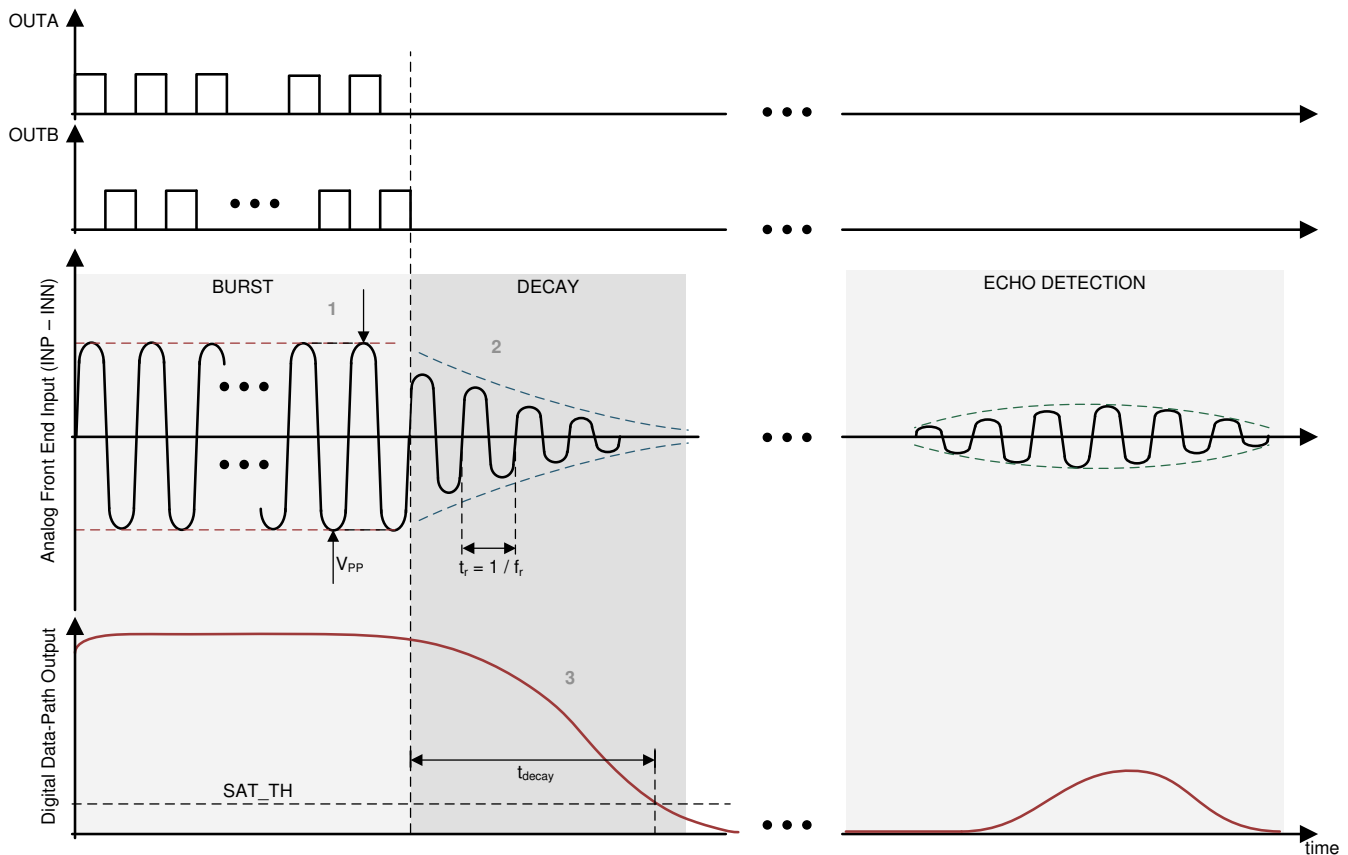 OUTA
OUTB
Analog Front End Input (INP – INN)
BURST
DECAY
ECHO DETECTION
1
2
VPP
tr = 1 / fr
Digital Data-Path Output
3
tdecay
SAT_TH
time